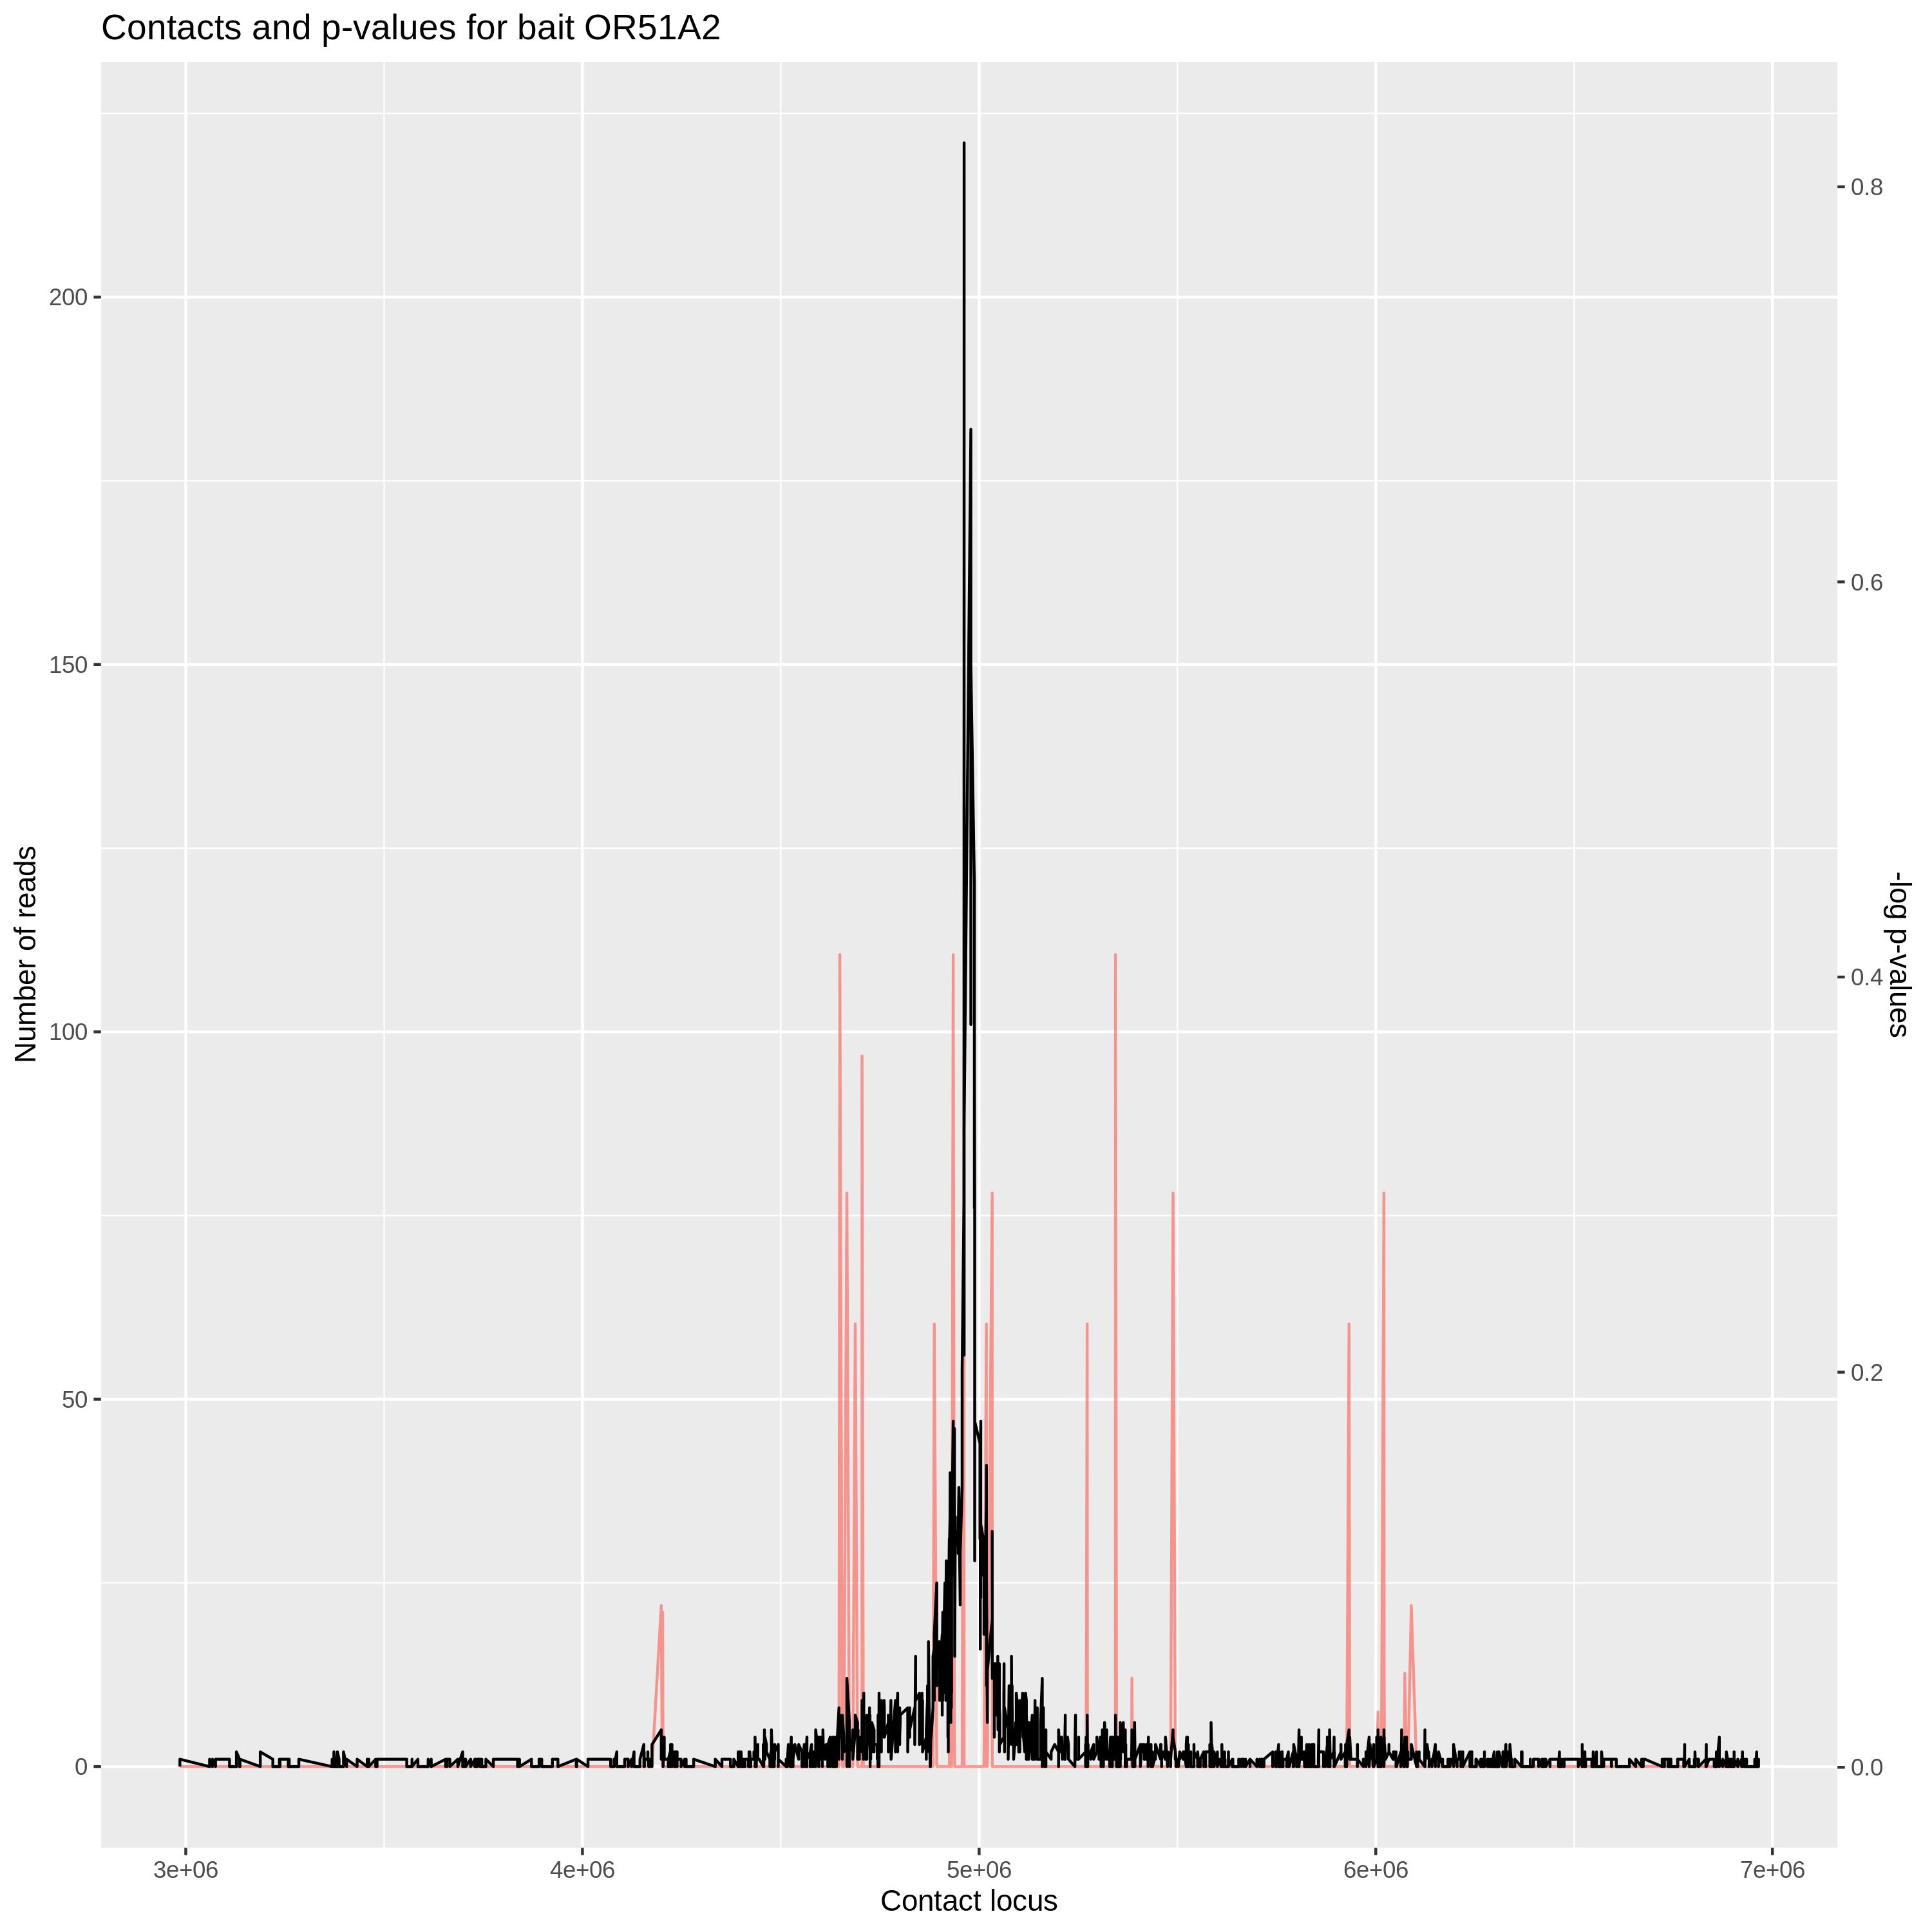 Contacts and p-values for bait OR51A2
Number of reads
200
150
100
50
0
0.8
0.6
0.4
0.2
0.0
-log p-values
3e+06 4e+06 5e+06 6e+06 7e+06
Contact locus